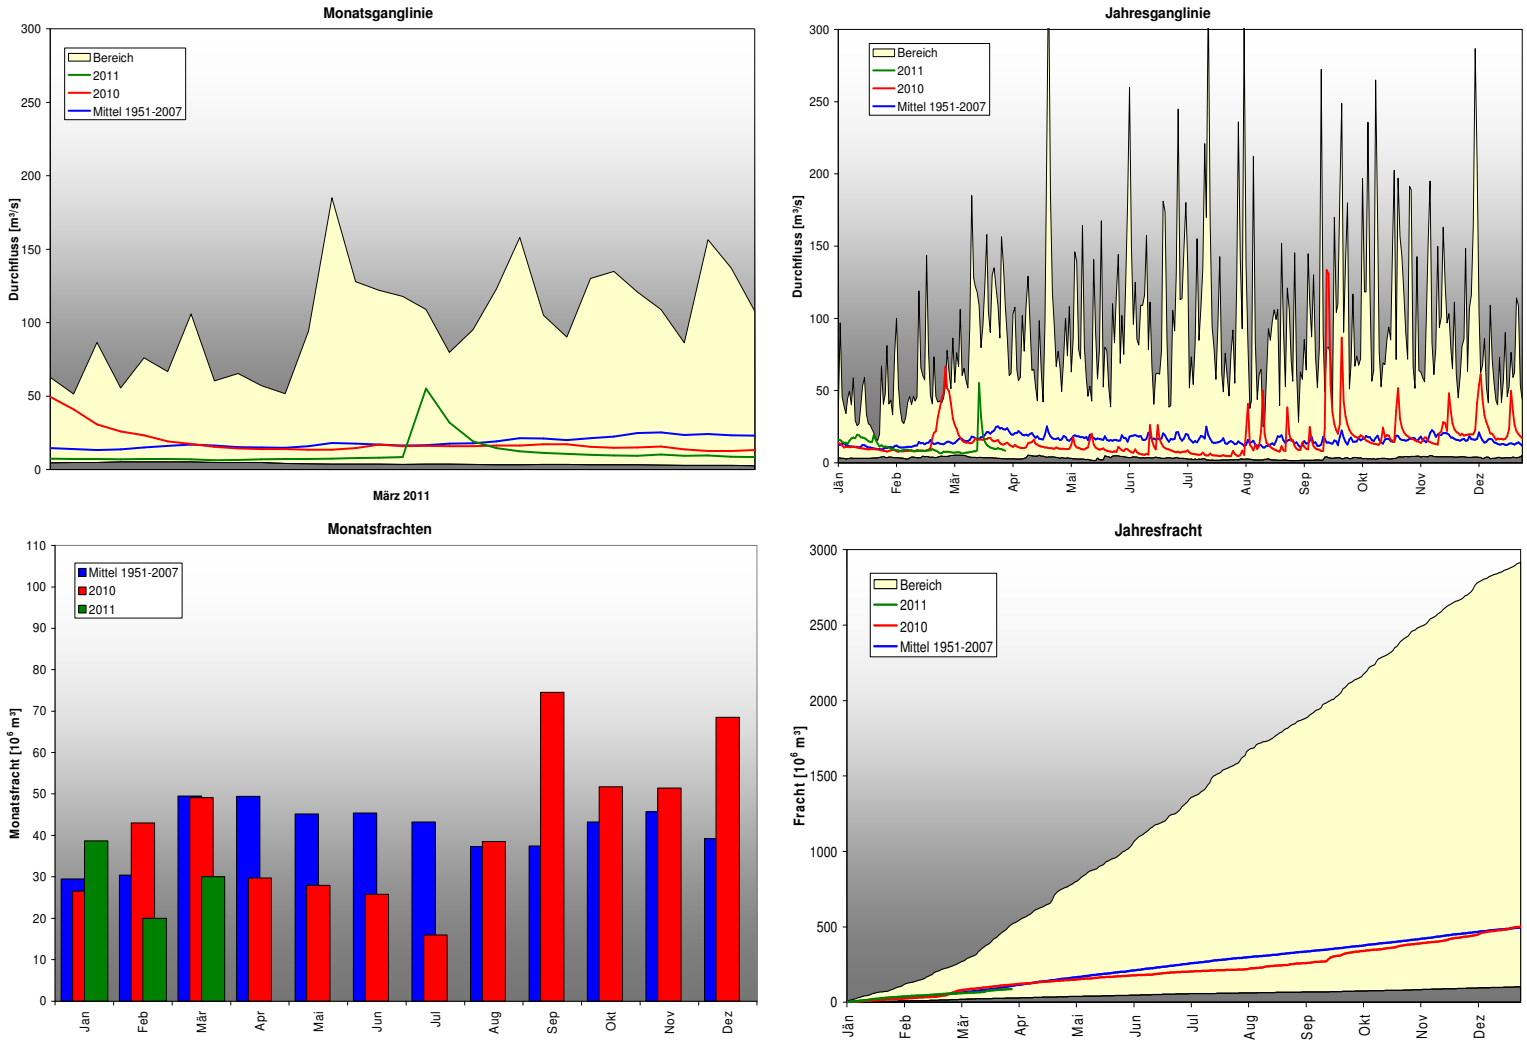 Monatsganglinie
Durchfluss [m³/s]
300
250
200
150
100
50
0
Bereich
2011
2010
Mittel 1951-2007
März 2011
Jahresganglinie
Durchfluss [m³/s]
300
250
200
150
100
50
0
Bereich
2011
2010
Mittel 1951-2007
Jän
Feb
Mär
Apr
Mai
Jun
Jul
Aug
Sep
Okt
Nov
Dez
Monatsfrachten
Monatsfracht [10⁶ m³]
110
100
90
80
70
60
50
40
30
20
10
0
Mittel 1951-2007
2010
2011
Jan
Feb
Mär
Apr
Mai
Jun
Jul
Aug
Sep
Okt
Nov
Dez
Jahresfracht
Fracht [10⁶ m³]
3000
2500
2000
1500
1000
500
0
Bereich
2011
2010
Mittel 1951-2007
Jän
Feb
Mär
Apr
Mai
Jun
Jul
Aug
Sep
Okt
Nov
Dez